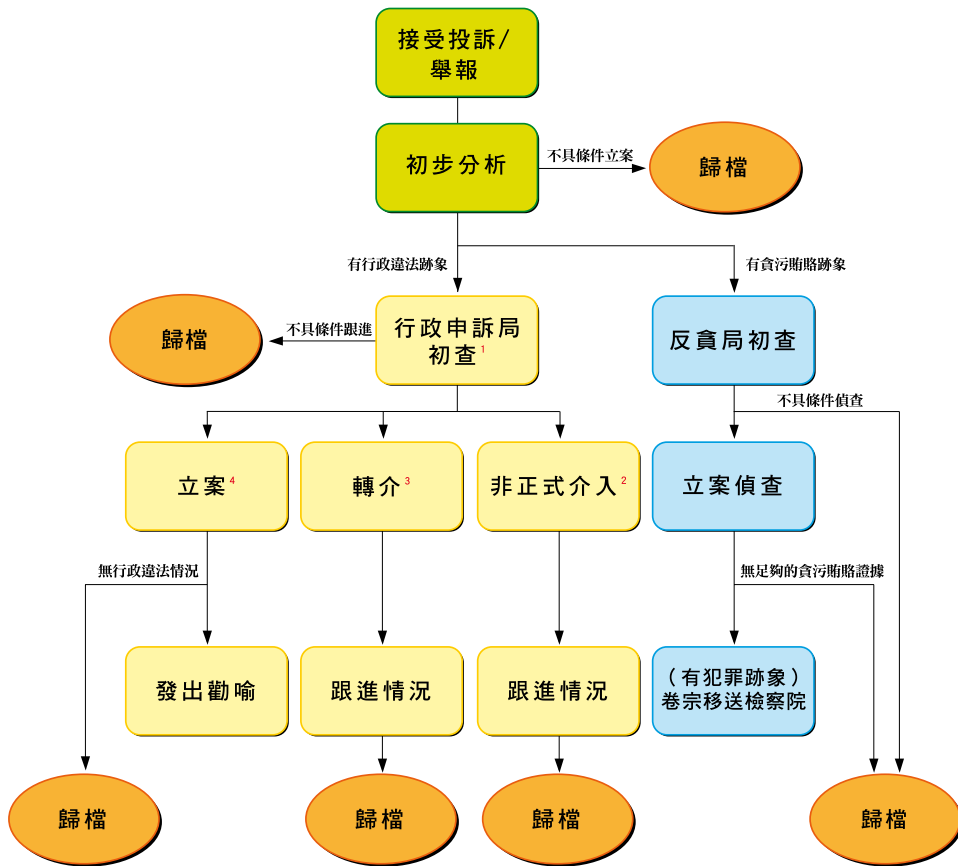 接受投訴/
舉報
初步分析
不具條件立案
歸檔
有行政違法跡象
有貪污賄賂跡象
歸檔
不具條件跟進
行政申訴局
初查1
反貪局初查
不具條件偵查
立案4
轉介3
非正式介入2
立案偵查
無行政違法情況
無足夠的貪污賄賂證據
發出勸喻
跟進情況
跟進情況
（有犯罪跡象）
卷宗移送檢察院
歸檔
歸檔
歸檔
歸檔